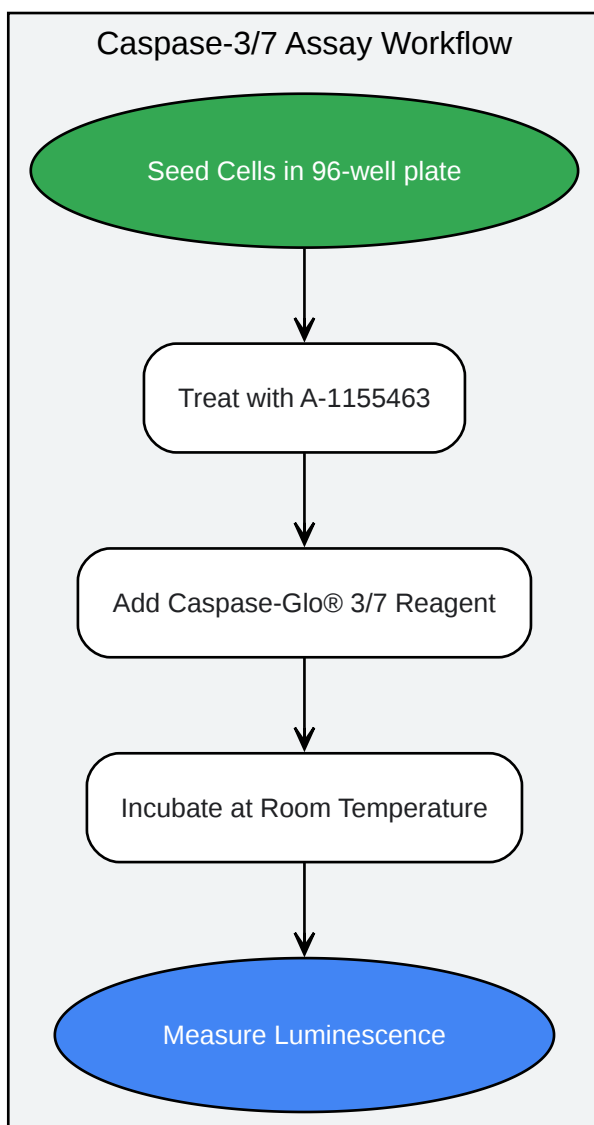 Caspase-3/7 Assay Workflow
Seed Cells in 96-well plate
Treat with A-1155463
Add Caspase-Glo® 3/7 Reagent
Incubate at Room Temperature
Measure Luminescence